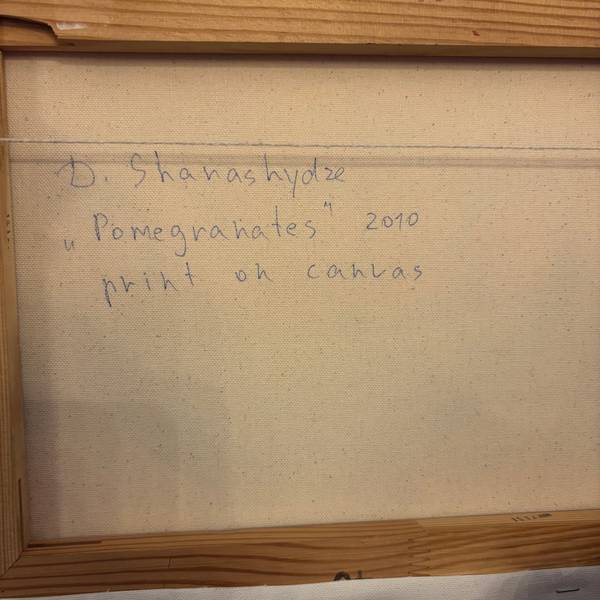 D. Shanashydze
„Pomegranates" 2010
print on canvas